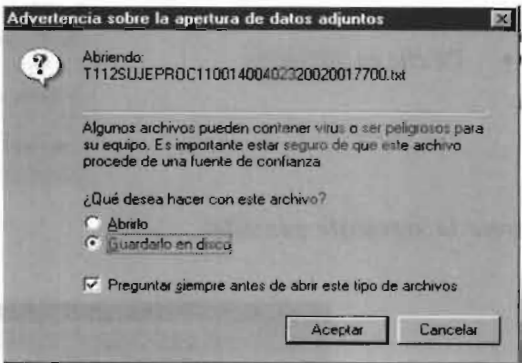 Advertencia sobre la apertura de datos adjuntos
Abriendo:
T112SUJEPROC11001400402320020017700.txt
Algunos archivos pueden contener virus o ser peligrosos para
su equipo. Es importante estar seguro de que este archivo
procede de una fuente de confianza
¿Qué desea hacer con este archivo?
Abrirlo
Guardarlo en disco
Preguntar siempre antes de abrir este tipo de archivos
Aceptar
Cancelar